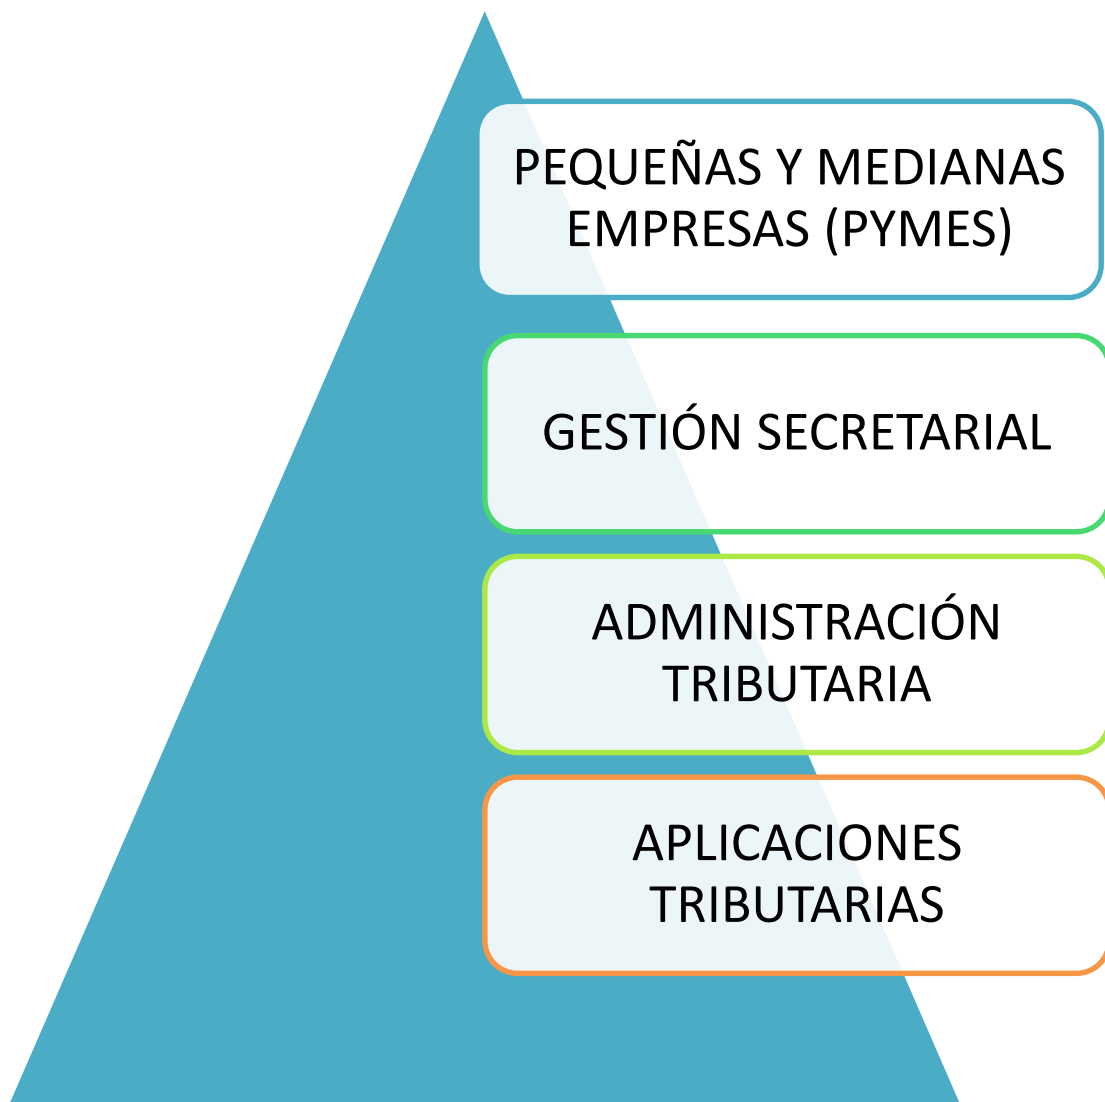 PEQUEÑAS Y MEDIANAS
EMPRESAS (PYMES)
GESTIÓN SECRETARIAL
ADMINISTRACIÓN
TRIBUTARIA
APLICACIONES
TRIBUTARIAS